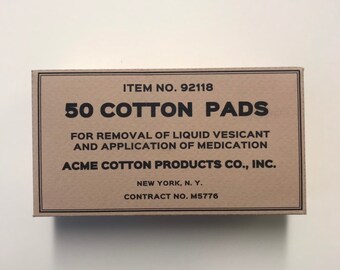 ITEM NO. 92118
50 COTTON PADS
FOR REMOVAL OF LIQUID VESICANT
AND APPLICATION OF MEDICATION
ACME COTTON PRODUCTS CO., INC.
NEW YORK, N. Y.
CONTRACT NO. M5776